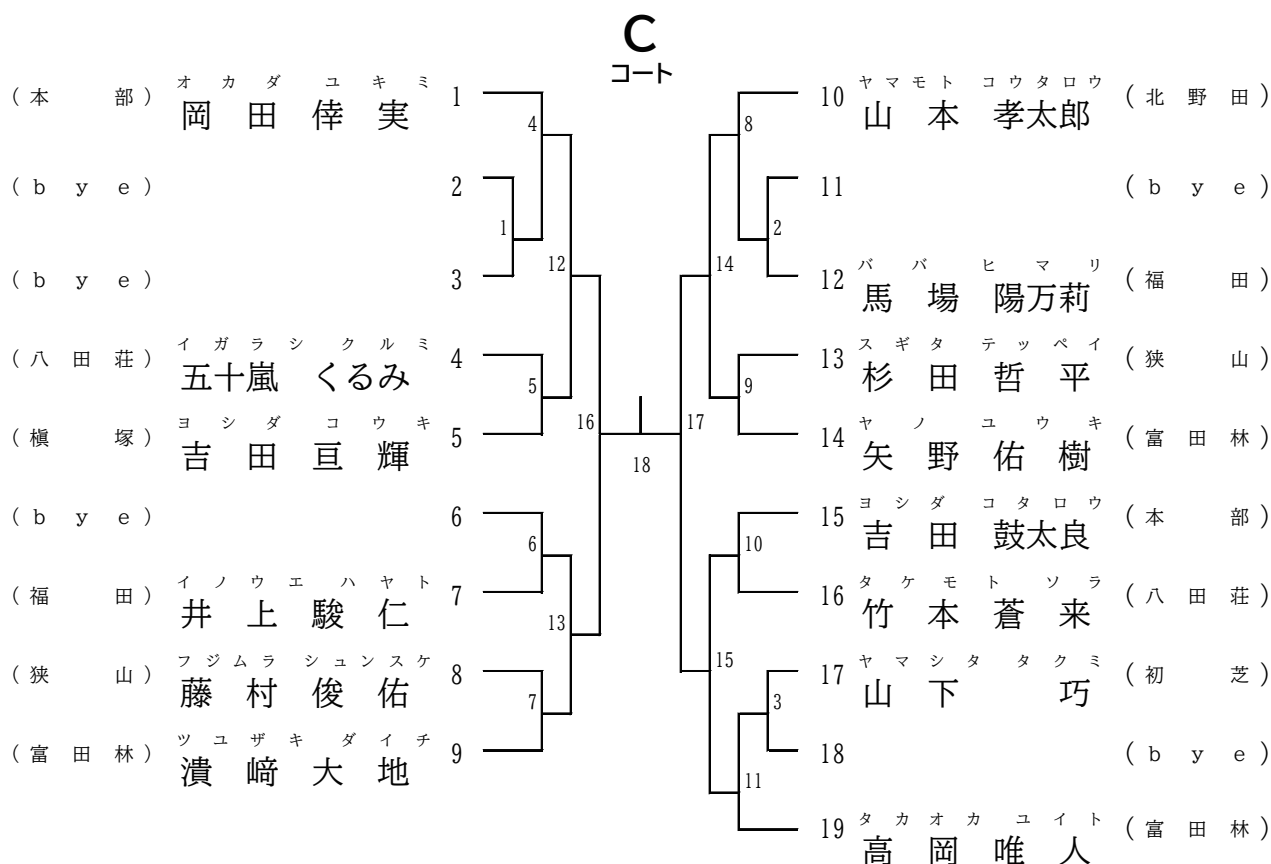 C
コート
オカダ ユキミ
(本部) 岡田倖実 1
(bye) 2
(bye) 3
イガラシ クルミ
(八田荘) 五十嵐 くるみ 4
ヨシダ コウキ
(槇塚) 吉田亘輝 5
(bye) 6
イノウエ ハヤト
(福田) 井上駿仁 7
フジムラ シュンスケ
(狭山) 藤村俊佑 8
ツユザキ ダイチ
(富田林) 潰﨑大地 9
4
1
12
5
16
6
13
7
18
8
2
14
9
17
10
15
3
11
ヤマモト コウタロウ
10 山本 孝太郎 (北野田)
11 (bye)
ババ ヒマリ
12 馬場 陽万莉 (福田)
スギタ テッペイ
13 杉田哲平 (狭山)
ヤノ ユウキ
14 矢野佑樹 (富田林)
ヨシダ コタロウ
15 吉田 鼓太良 (本部)
タケモト ソラ
16 竹本蒼来 (八田荘)
ヤマシタ タクミ
17 山下 巧 (初芝)
18 (bye)
タカオカ ユイト
19 高岡唯人 (富田林)